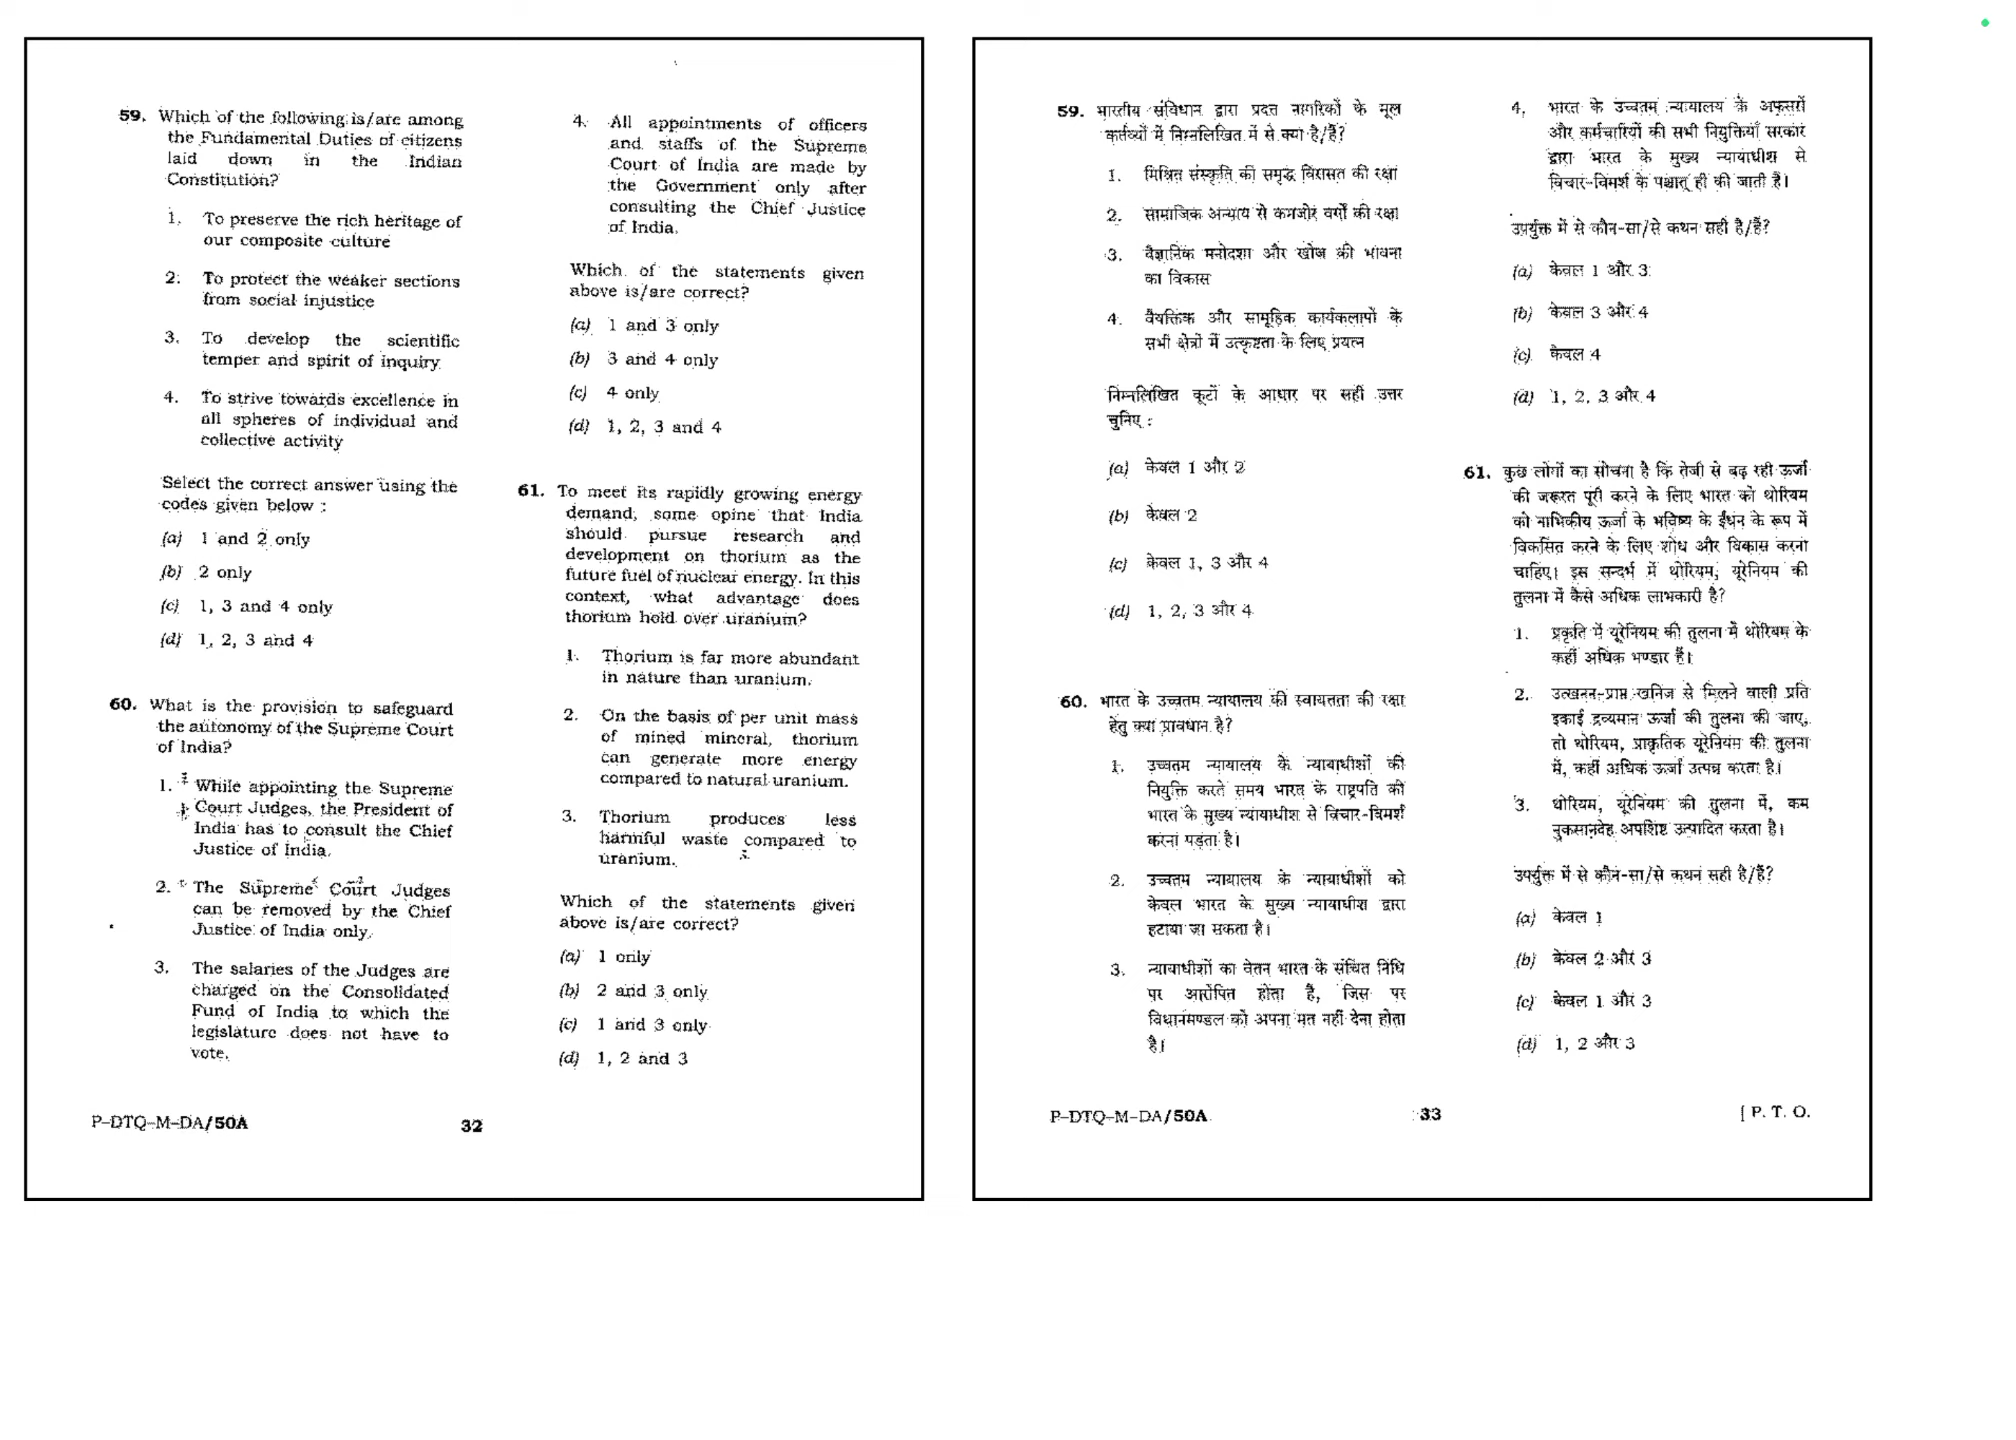 59. Which of the following is/are among
the Fundamental Duties of citizens
laid down in the Indian
Constitution?
1. To preserve the rich heritage of
our composite culture
2. To protect the weaker sections
from social injustice
3. To develop the scientific
temper and spirit of inquiry
4. To strive towards excellence in
all spheres of individual and
collective activity
Select the correct answer using the
codes given below :
(a) 1 and 2 only
(b) 2 only
(c) 1, 3 and 4 only
(d) 1, 2, 3 and 4
60. What is the provision to safeguard
the autonomy of the Supreme Court
of India?
1. While appointing the Supreme
Court Judges, the President of
India has to consult the Chief
Justice of India.
2. The Supreme Court Judges
can be removed by the Chief
Justice of India only.
3. The salaries of the Judges are
charged on the Consolidated
Fund of India to which the
legislature does not have to
vote.
4. All appointments of officers
and staffs of the Supreme
Court of India are made by
the Government only after
consulting the Chief Justice
of India.
Which of the statements given
above is/are correct?
(a) 1 and 3 only
(b) 3 and 4 only
(c) 4 only
(d) 1, 2, 3 and 4
61. To meet its rapidly growing energy
demand, some opine that India
should pursue research and
development on thorium as the
future fuel of nuclear energy. In this
context, what advantage does
thorium hold over uranium?
1. Thorium is far more abundant
in nature than uranium.
2. On the basis of per unit mass
of mined mineral, thorium
can generate more energy
compared to natural uranium.
3. Thorium produces less
harmful waste compared to
uranium.
Which of the statements given
above is/are correct?
(a) 1 only
(b) 2 and 3 only
(c) 1 and 3 only
(d) 1, 2 and 3
P-DTQ-M-DA/50A
32
59. भारतीय संविधान द्वारा प्रदत्त नागरिकों के मूल
कर्तव्यों में निम्नलिखित में से क्या है/हैं?
1. मिश्रित संस्कृति की समृद्ध विरासत की रक्षा
2. सामाजिक अन्याय से कमजोर वर्गों की रक्षा
3. वैज्ञानिक मनोदशा और खोज की भावना
का विकास
4. वैयक्तिक और सामूहिक कार्यकलापों के
सभी क्षेत्रों में उत्कृष्टता के लिए प्रयत्न
निम्नलिखित कूटों के आधार पर सही उत्तर
चुनिए :
(a) केवल 1 और 2
(b) केवल 2
(c) केवल 1, 3 और 4
(d) 1, 2, 3 और 4
60. भारत के उच्चतम न्यायालय की स्वायत्तता की रक्षा
हेतु क्या प्रावधान है?
1. उच्चतम न्यायालय के न्यायाधीशों की
नियुक्ति करते समय भारत के राष्ट्रपति को
भारत के मुख्य न्यायाधीश से विचार-विमर्श
करना पड़ता है।
2. उच्चतम न्यायालय के न्यायाधीशों को
केवल भारत के मुख्य न्यायाधीश द्वारा
हटाया जा सकता है।
3. न्यायाधीशों का वेतन भारत के संचित निधि
पर आरोपित होता है, जिस पर
विधानमण्डल को अपना मत नहीं देना होता
है।
4. भारत के उच्चतम न्यायालय के अफसरों
और कर्मचारियों की सभी नियुक्तियाँ सरकार
द्वारा भारत के मुख्य न्यायाधीश से
विचार-विमर्श के पश्चात् ही की जाती हैं।
उपर्युक्त में से कौन-सा/से कथन सही है/हैं?
(a) केवल 1 और 3
(b) केवल 3 और 4
(c) केवल 4
(d) 1, 2, 3 और 4
61. कुछ लोगों का सोचना है कि तेजी से बढ़ रही ऊर्जा
की जरूरत पूरी करने के लिए भारत को थोरियम
को नाभिकीय ऊर्जा के भविष्य के ईंधन के रूप में
विकसित करने के लिए शोध और विकास करना
चाहिए। इस सन्दर्भ में थोरियम, यूरेनियम की
तुलना में कैसे अधिक लाभकारी है?
1. प्रकृति में यूरेनियम की तुलना में थोरियम के
कहीं अधिक भण्डार हैं।
2. उत्खनन-प्राप्त खनिज से मिलने वाली प्रति
इकाई द्रव्यमान ऊर्जा की तुलना की जाए,
तो थोरियम, प्राकृतिक यूरेनियम की तुलना
में, कहीं अधिक ऊर्जा उत्पन्न करता है।
3. थोरियम, यूरेनियम की तुलना में, कम
नुकसानदेह अपशिष्ट उत्पादित करता है।
उपर्युक्त में से कौन-सा/से कथन सही है/हैं?
(a) केवल 1
(b) केवल 2 और 3
(c) केवल 1 और 3
(d) 1, 2 और 3
P-DTQ-M-DA/50A
33
[ P. T. O.